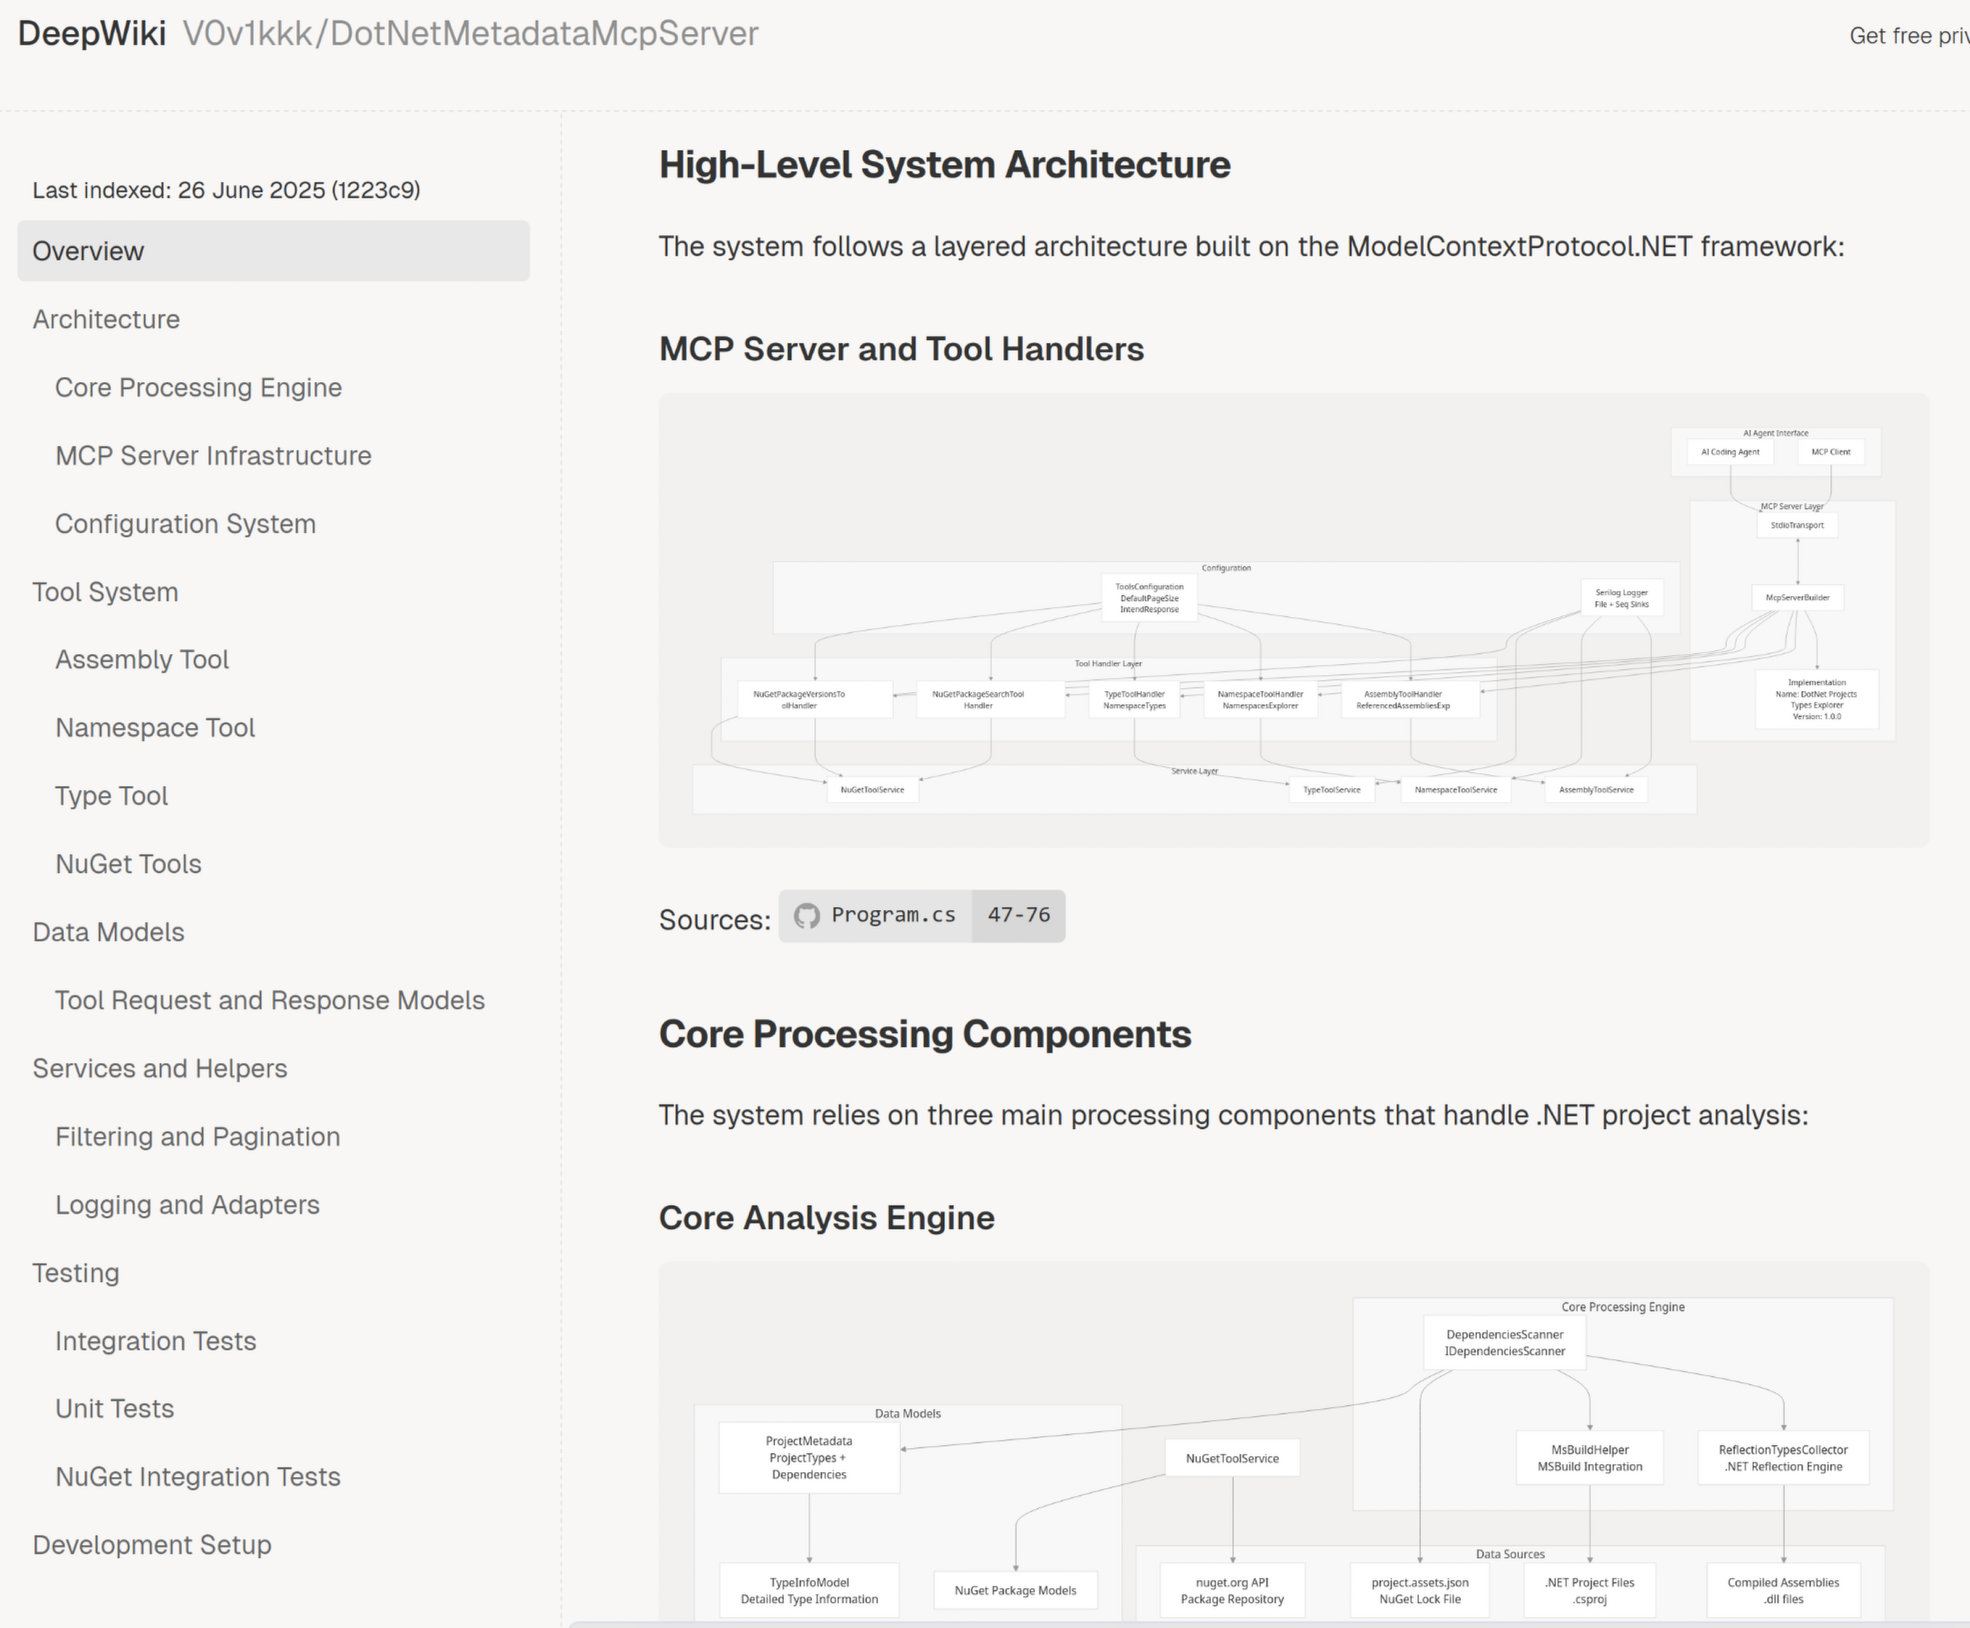 DeepWiki V0v1kkk/DotNetMetadataMcpServer
Get free priv
Last indexed: 26 June 2025 (1223c9)
Overview
Architecture
Core Processing Engine
MCP Server Infrastructure
Configuration System
Tool System
Assembly Tool
Namespace Tool
Type Tool
NuGet Tools
Data Models
Tool Request and Response Models
Services and Helpers
Filtering and Pagination
Logging and Adapters
Testing
Integration Tests
Unit Tests
NuGet Integration Tests
Development Setup
High-Level System Architecture
The system follows a layered architecture built on the ModelContextProtocol.NET framework:
MCP Server and Tool Handlers
AI Agent Interface
AI Coding Agent
MCP Client
MCP Server Layer
StdioTransport
McpServerBuilder
Implementation
Name: DotNet Projects
Types Explorer
Version: 1.0.0
Configuration
ToolsConfiguration
DefaultPageSize
IntendResponse
Serilog Logger
File + Seq Sinks
Tool Handler Layer
NuGetPackageVersionsTo
olHandler
NuGetPackageSearchTool
Handler
TypeToolHandler
NamespaceTypes
NamespaceToolHandler
NamespacesExplorer
AssemblyToolHandler
ReferencedAssembliesExp
Service Layer
NuGetToolService
TypeToolService
NamespaceToolService
AssemblyToolService
Sources: Program.cs 47-76
Core Processing Components
The system relies on three main processing components that handle .NET project analysis:
Core Analysis Engine
Core Processing Engine
DependenciesScanner
IDependenciesScanner
MsBuildHelper
MSBuild Integration
ReflectionTypesCollector
.NET Reflection Engine
Data Models
ProjectMetadata
ProjectTypes +
Dependencies
NuGetToolService
TypeInfoModel
Detailed Type Information
NuGet Package Models
Data Sources
nuget.org API
Package Repository
project.assets.json
NuGet Lock File
.NET Project Files
.csproj
Compiled Assemblies
.dll files